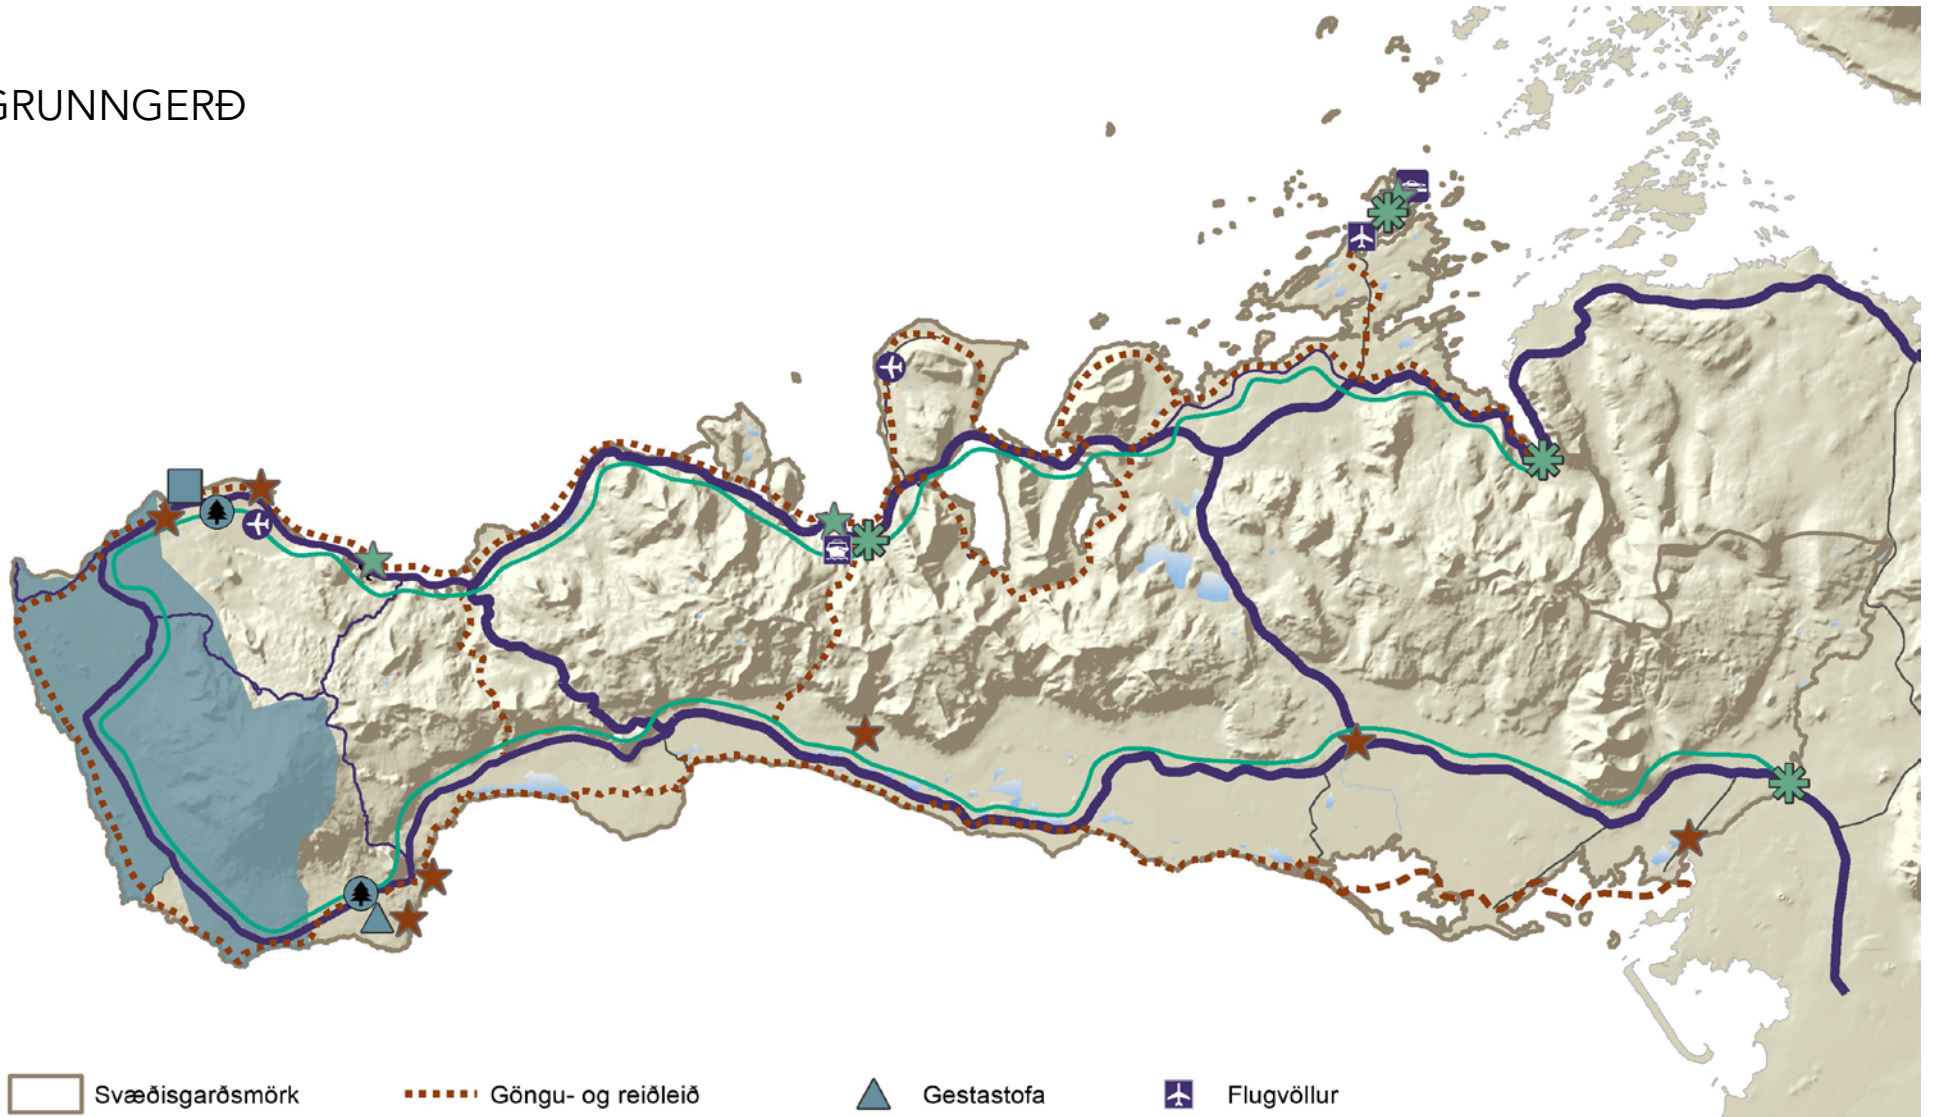 GRUNNGERÐ
Svæðisgarðsmörk
Göngu- og reiðleið
Gestastofa
Flugvöllur